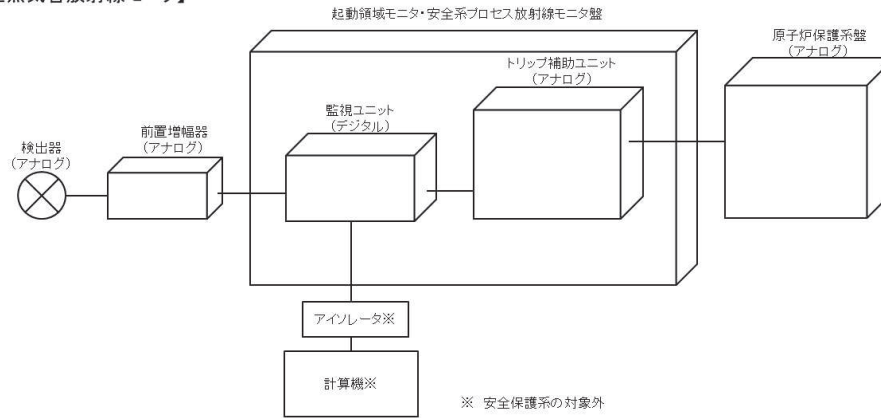 起動領域モニタ・安全系プロセス放射線モニタ盤
原子炉保護系盤
(アナログ)
トリップ補助ユニット
(アナログ)
監視ユニット
(デジタル)
前置増幅器
(アナログ)
検出器
(アナログ)
アイソレータ※
計算機※
※ 安全保護系の対象外